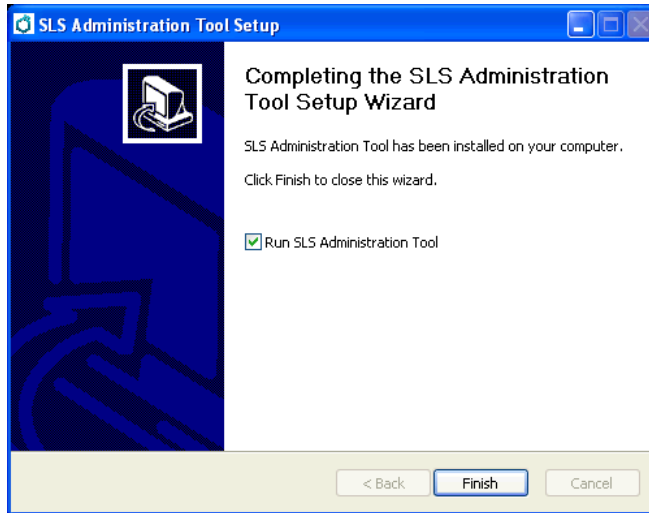 SLS Administration Tool Setup
Completing the SLS Administration
Tool Setup Wizard
SLS Administration Tool has been installed on your computer.
Click Finish to close this wizard.
Run SLS Administration Tool
< Back
Finish
Cancel